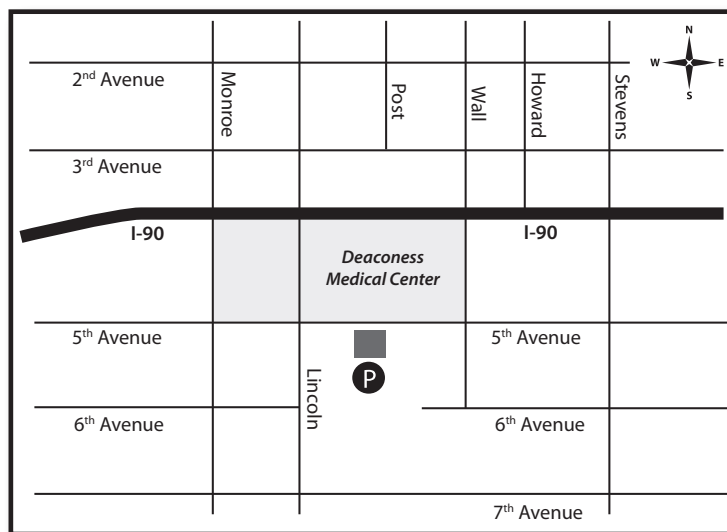 N
W E
S
2nd Avenue
Monroe
Post
Wall
Howard
Stevens
3rd Avenue
I-90
I-90
Deaconess
Medical Center
5th Avenue
5th Avenue
P
Lincoln
6th Avenue
6th Avenue
7th Avenue